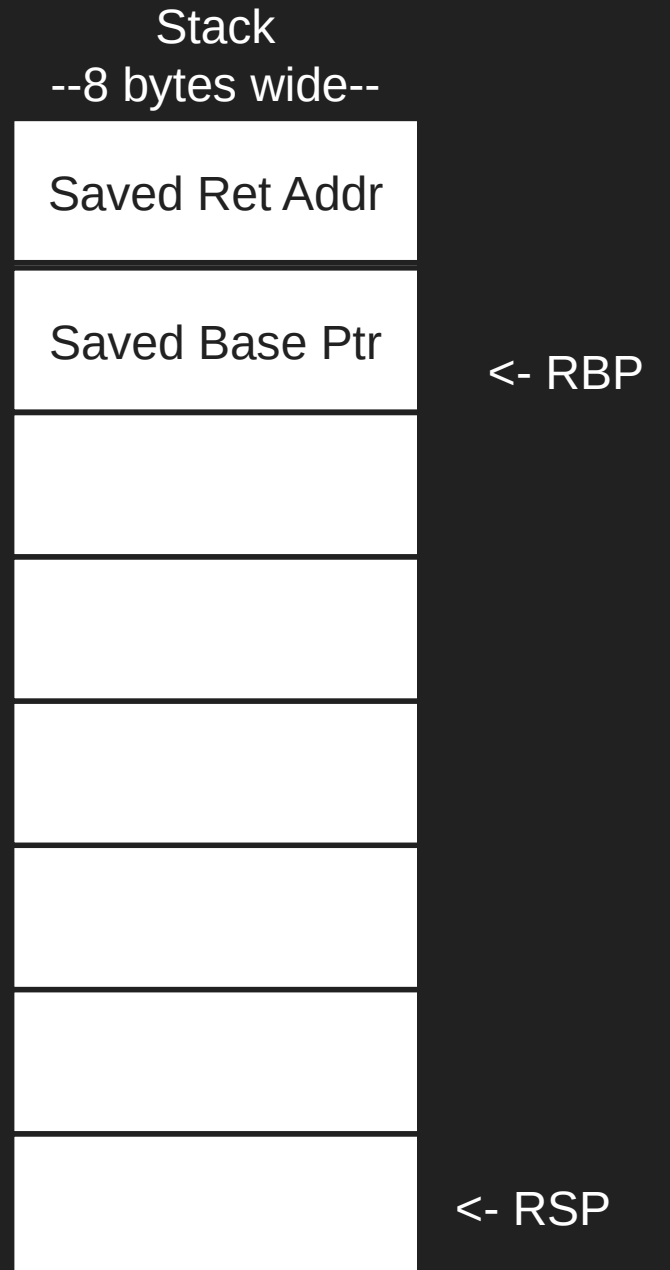 Stack
--8 bytes wide--
Saved Ret Addr
Saved Base Ptr
<- RBP
<- RSP